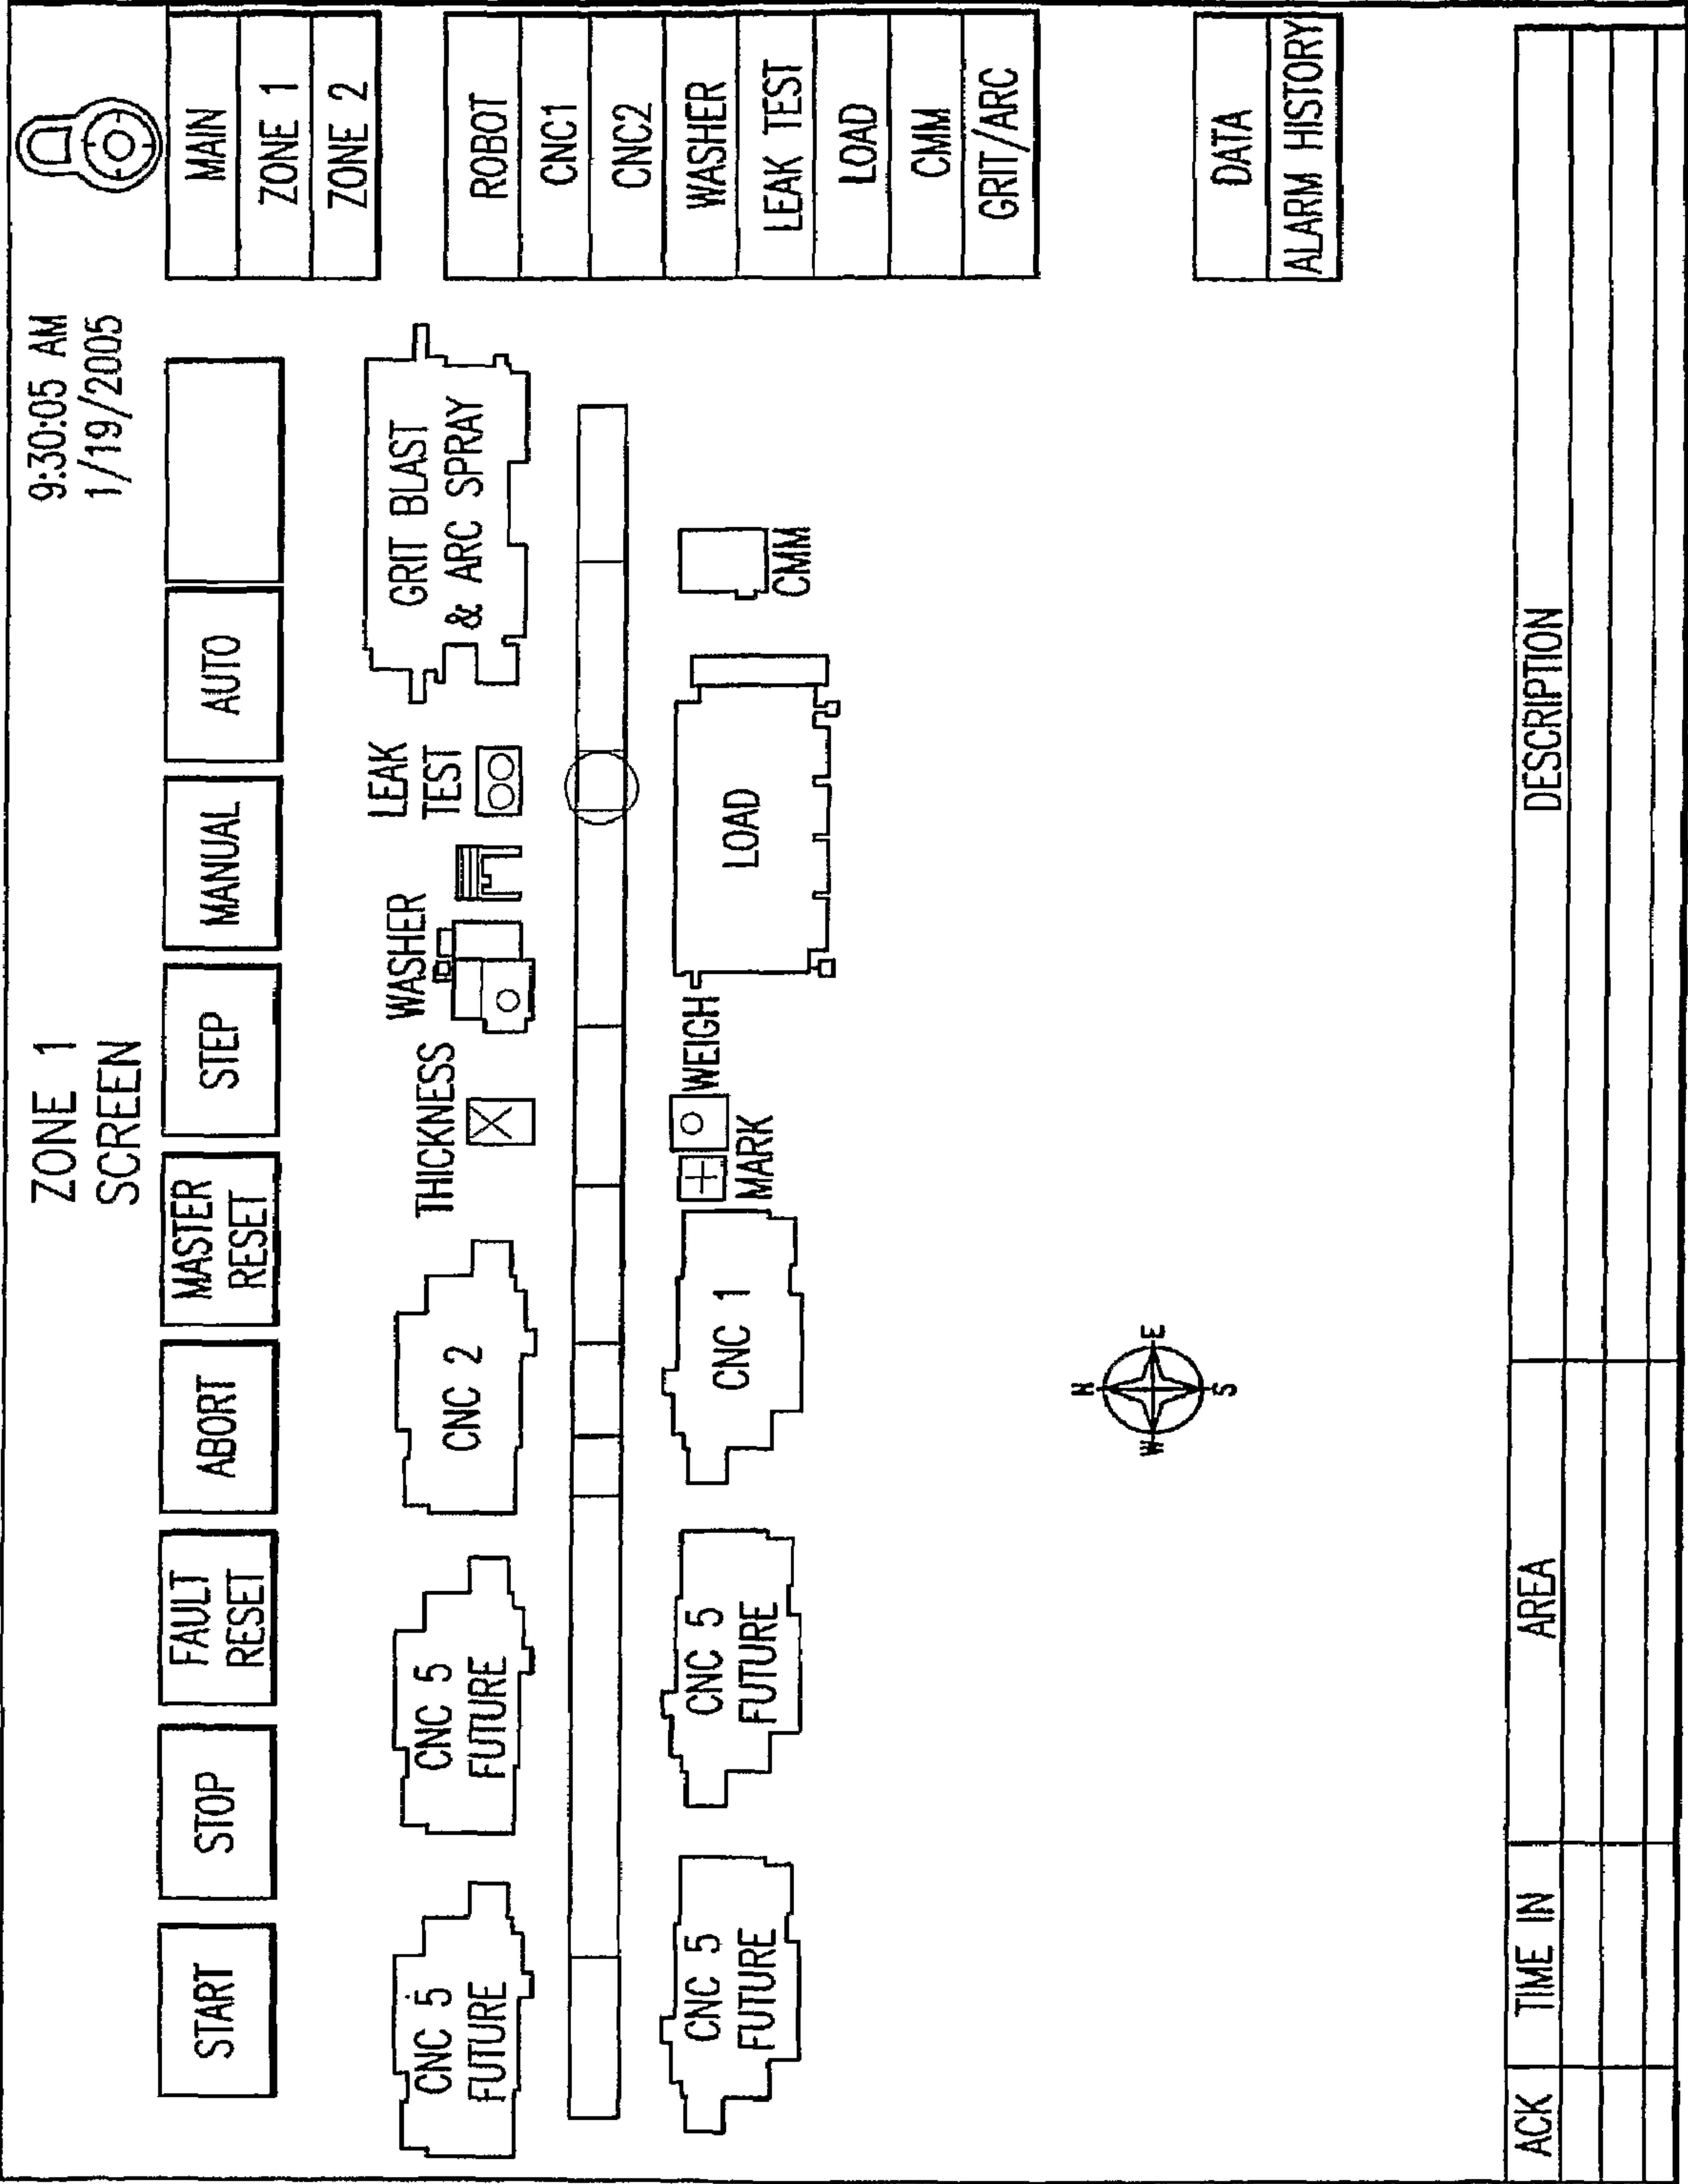 ZONE 1
SCREEN
9:30:05 AM
1/19/2005
START
STOP
FAULT
RESET
ABORT
MASTER
RESET
STEP
MANUAL
AUTO
MAIN
ZONE 1
ZONE 2
ROBOT
CNC1
CNC2
WASHER
LEAK TEST
LOAD
CMM
GRIT/ARC
DATA
ALARM HISTORY
CNC 5
FUTURE
CNC 5
FUTURE
CNC 2
THICKNESS
WASHER
LEAK
TEST
GRIT BLAST
& ARC SPRAY
CNC 5
FUTURE
CNC 5
FUTURE
CNC 1
MARK
WEIGH
LOAD
CMM
N
W
E
S
ACK
TIME IN
AREA
DESCRIPTION